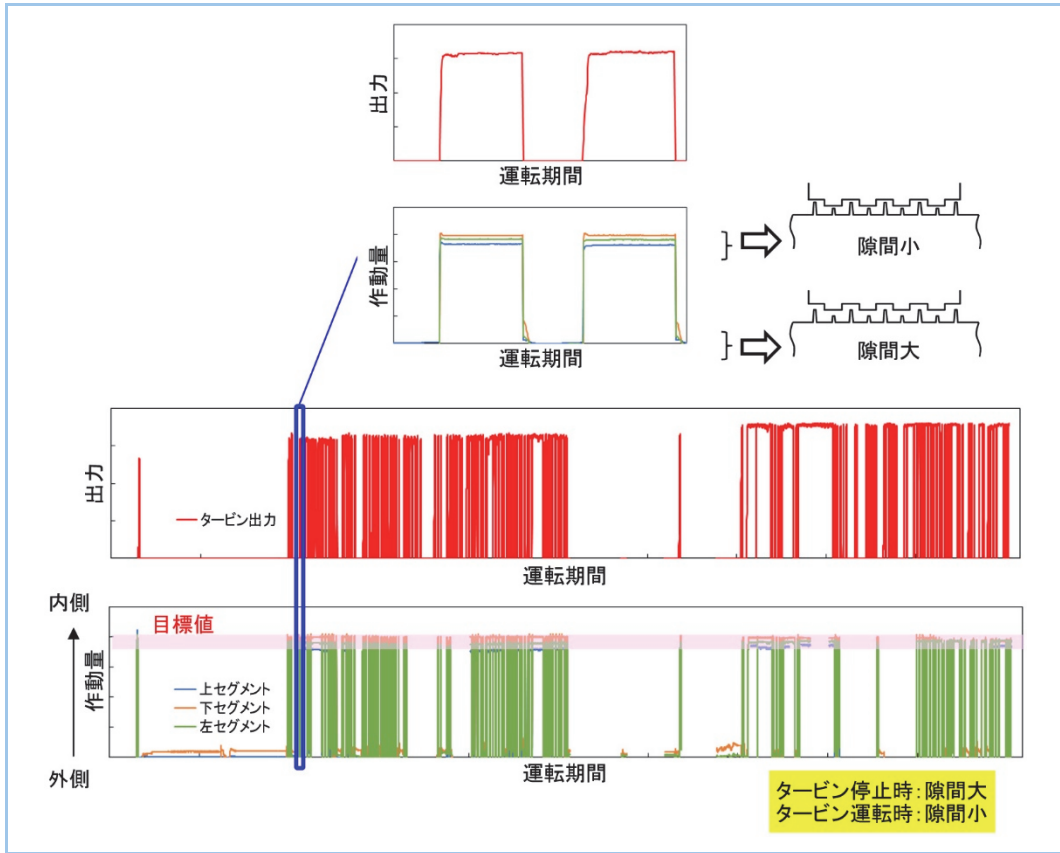 出力
運転期間
作動量
隙間小
隙間大
運転期間
出力
タービン出力
運転期間
内側
目標値
作動量
上セグメント
下セグメント
左セグメント
外側
運転期間
タービン停止時：隙間大
タービン運転時：隙間小